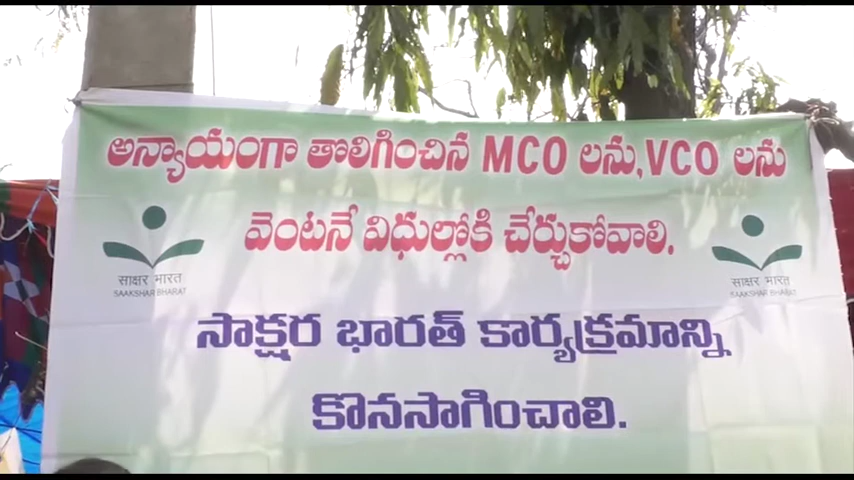 అన్యాయంగా తొలిగించిన MCO లను,VCO లను
వెంటనే విధుల్లోకి చేర్చుకోవాలి.
साक्षर भारत
SAAKSHAR BHARAT
साक्षर भारत
SAAKSHAR BHARAT
సాక్షర భారత్ కార్యక్రమాన్ని
కొనసాగించాలి.